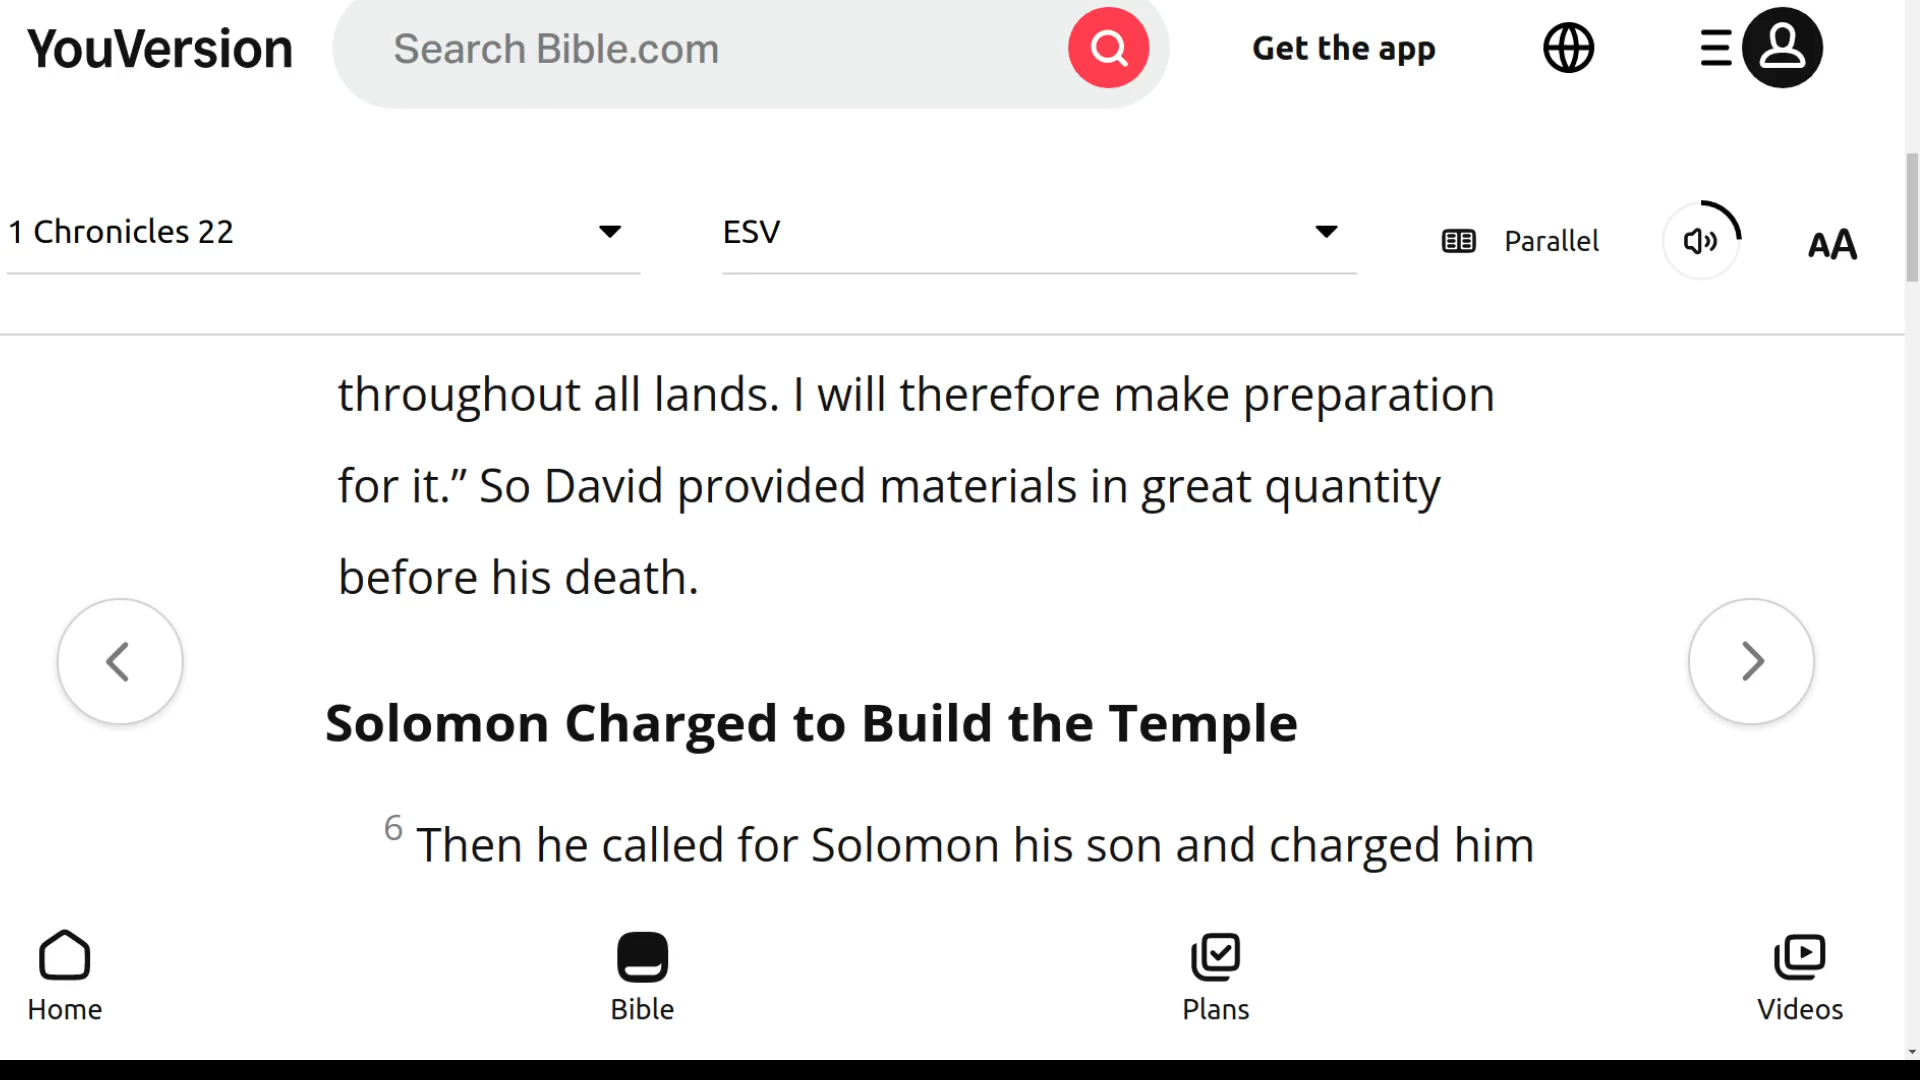 YouVersion
Search Bible.com
Get the app
1 Chronicles 22
ESV
Parallel
AA
throughout all lands. I will therefore make preparation
for it.” So David provided materials in great quantity
before his death.
Solomon Charged to Build the Temple
6 Then he called for Solomon his son and charged him
Home
Bible
Plans
Videos